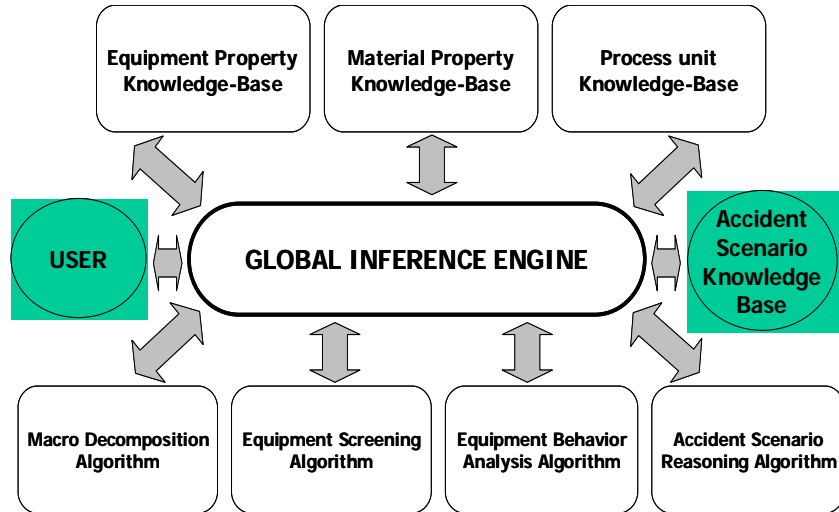 Equipment Property
Knowledge-Base
Material Property
Knowledge-Base
Process unit
Knowledge-Base
USER
GLOBAL INFERENCE ENGINE
Accident
Scenario
Knowledge
Base
Macro Decomposition
Algorithm
Equipment Screening
Algorithm
Equipment Behavior
Analysis Algorithm
Accident Scenario
Reasoning Algorithm